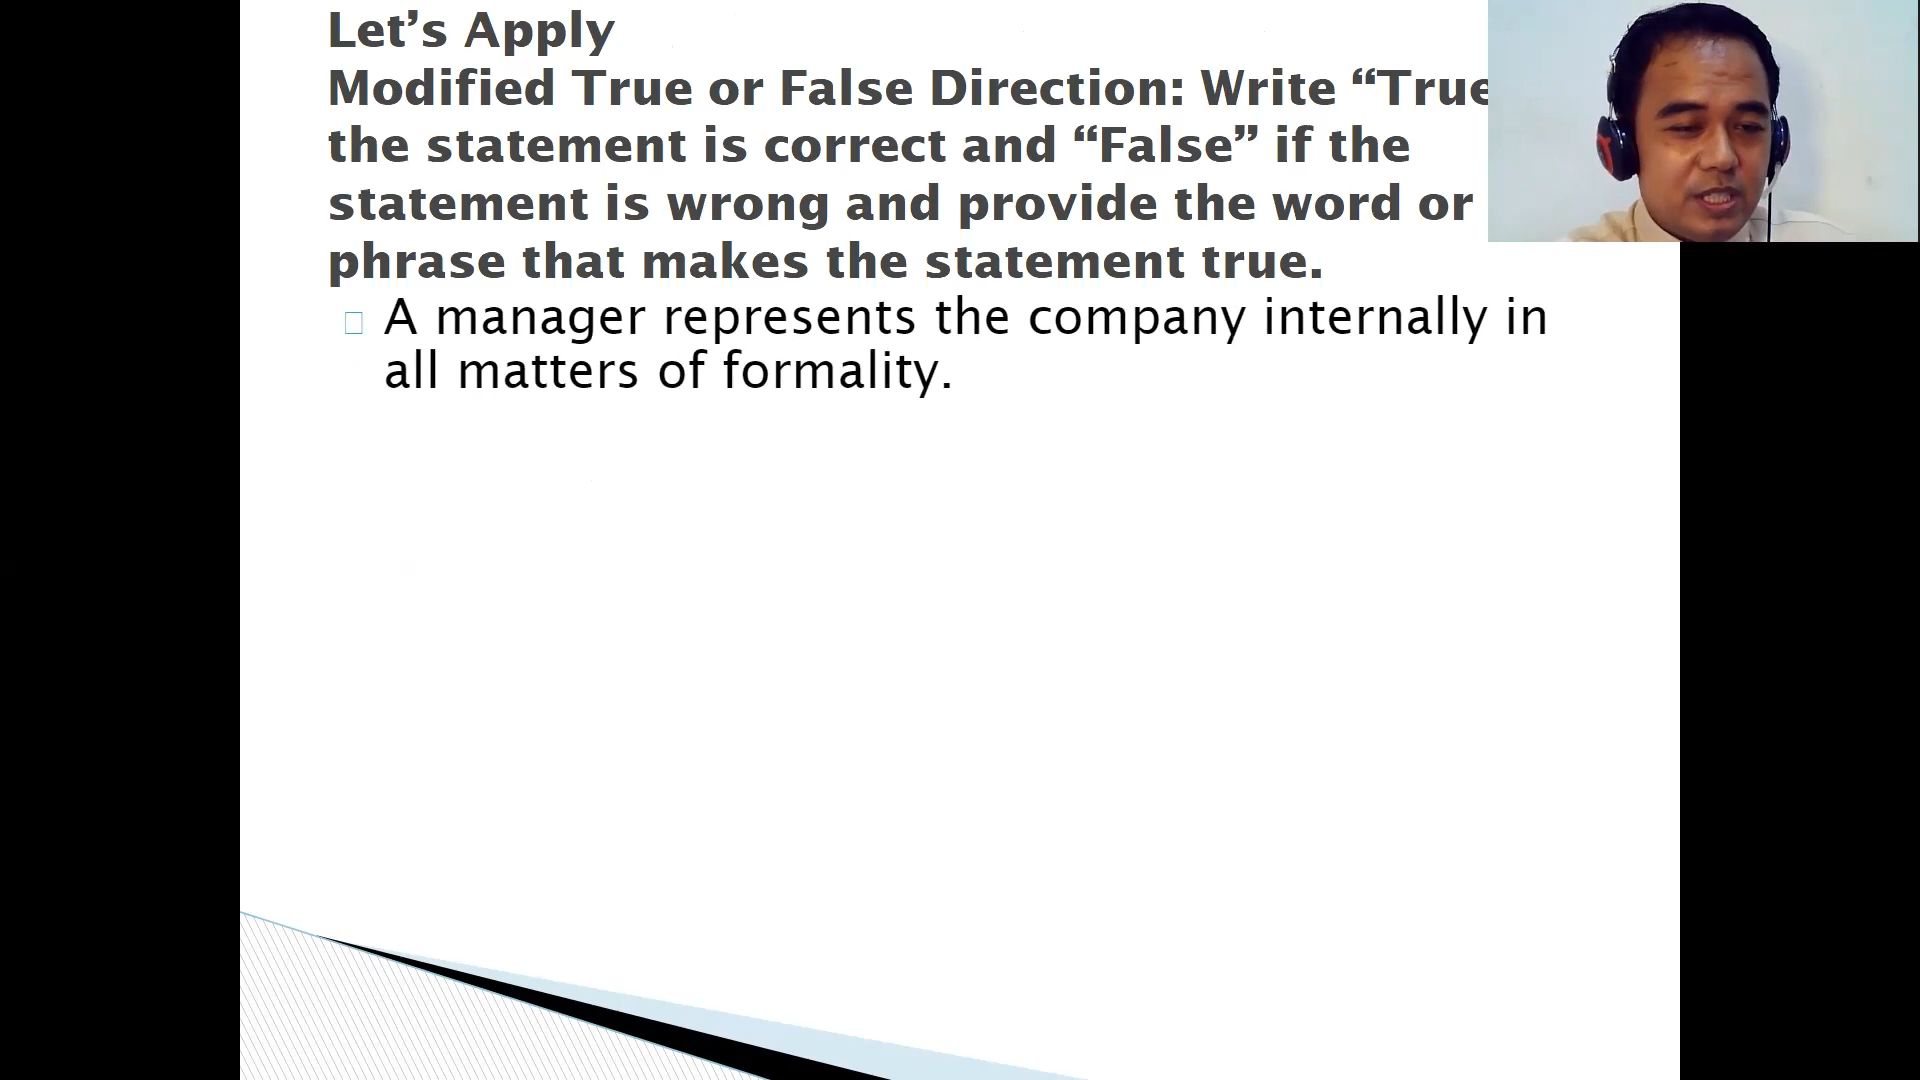 Let’s Apply
Modified True or False Direction: Write “True
the statement is correct and “False” if the
statement is wrong and provide the word or
phrase that makes the statement true.
A manager represents the company internally in
all matters of formality.